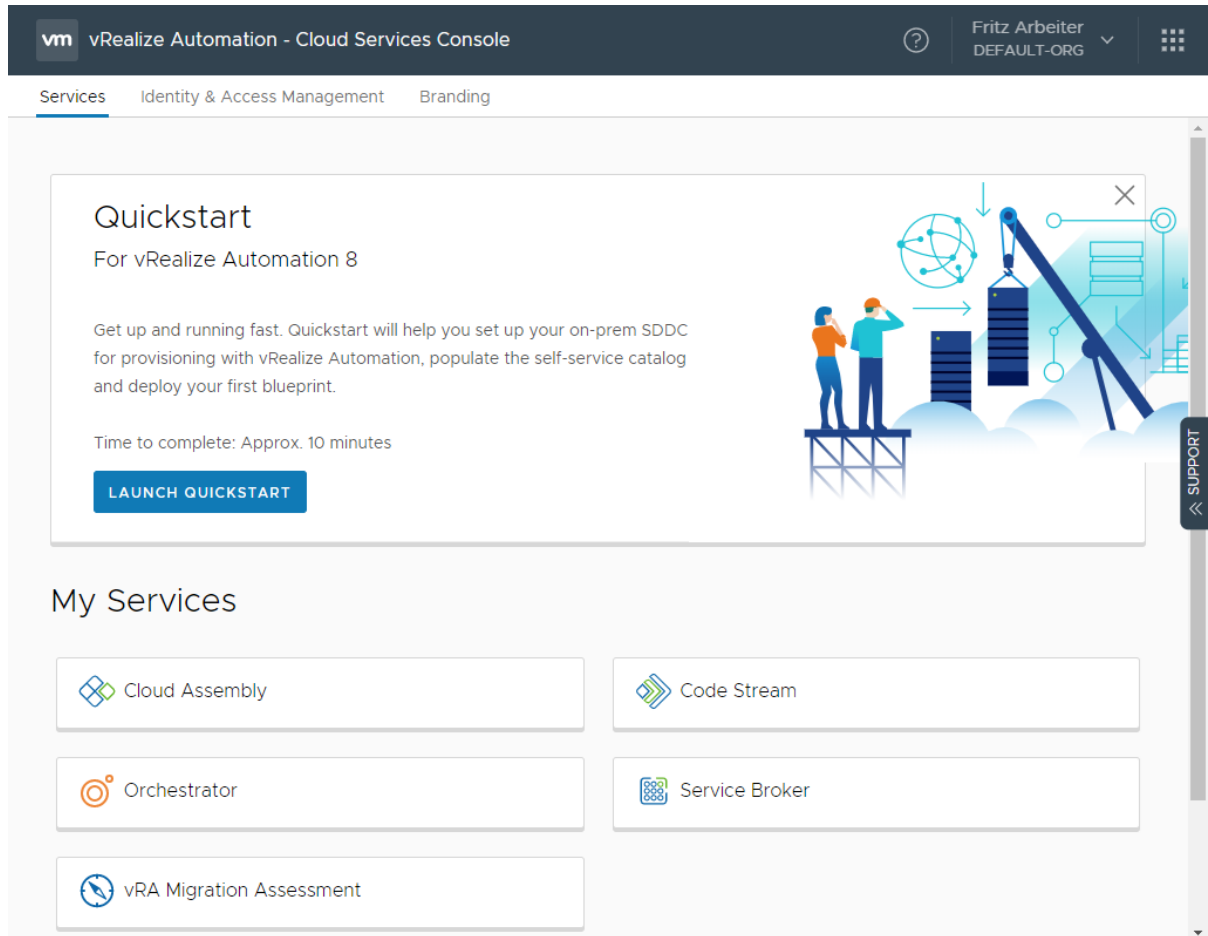 vm vRealize Automation - Cloud Services Console
Fritz Arbeiter
DEFAULT-ORG
Services Identity & Access Management Branding
Quickstart
For vRealize Automation 8
Get up and running fast. Quickstart will help you set up your on-prem SDDC
for provisioning with vRealize Automation, populate the self-service catalog
and deploy your first blueprint.
Time to complete: Approx. 10 minutes
LAUNCH QUICKSTART
SUPPORT
My Services
Cloud Assembly
Code Stream
Orchestrator
Service Broker
vRA Migration Assessment